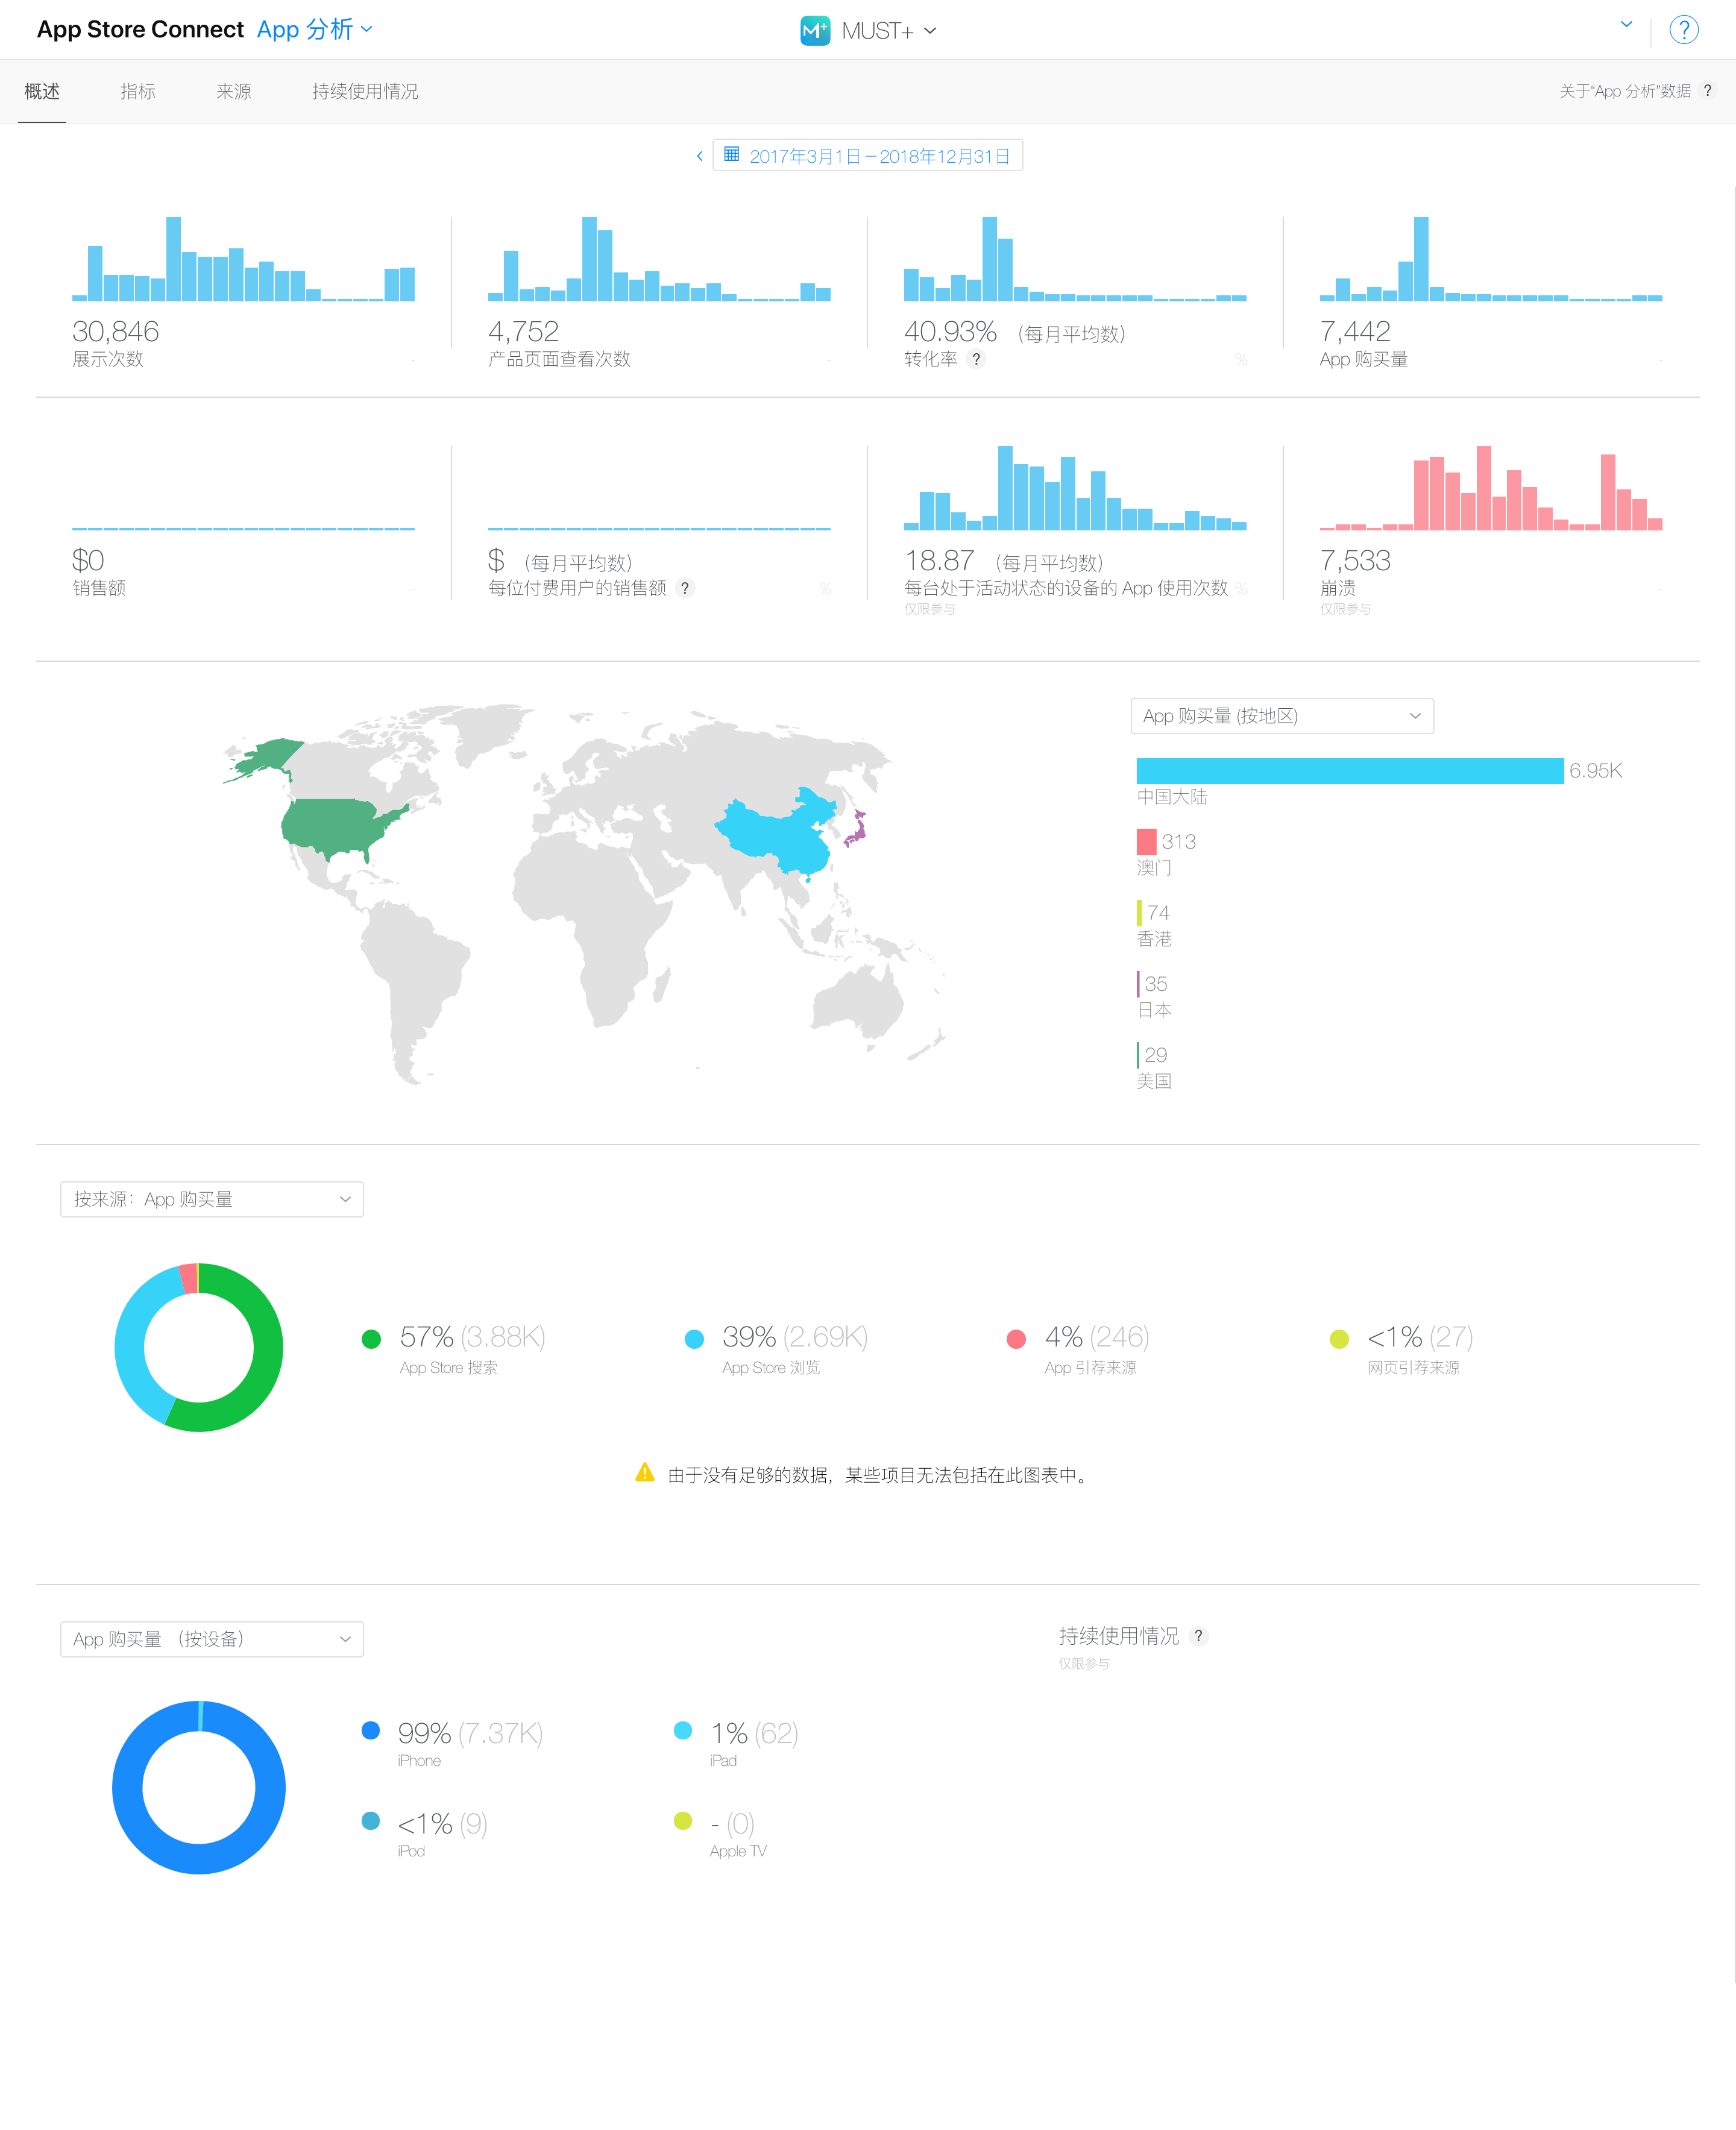 App Store Connect App 分析
M+ MUST+
?
概述 指标 来源 持续使用情况 关于“App 分析”数据 ?
2017年3月1日－2018年12月31日
30,846
展示次数 -
4,752
产品页面查看次数 -
40.93% （每月平均数）
转化率 ? %
7,442
App 购买量 -
$0
销售额 -
$ （每月平均数）
每位付费用户的销售额 ? %
18.87 （每月平均数）
每台处于活动状态的设备的 App 使用次数 %
仅限参与
7,533
崩溃 -
仅限参与
App 购买量 (按地区)
6.95K
中国大陆
313
澳门
74
香港
35
日本
29
美国
按来源：App 购买量
57% (3.88K)
App Store 搜索
39% (2.69K)
App Store 浏览
4% (246)
App 引荐来源
<1% (27)
网页引荐来源
由于没有足够的数据，某些项目无法包括在此图表中。
App 购买量 （按设备）
99% (7.37K)
iPhone
1% (62)
iPad
<1% (9)
iPod
- (0)
Apple TV
持续使用情况 ?
仅限参与